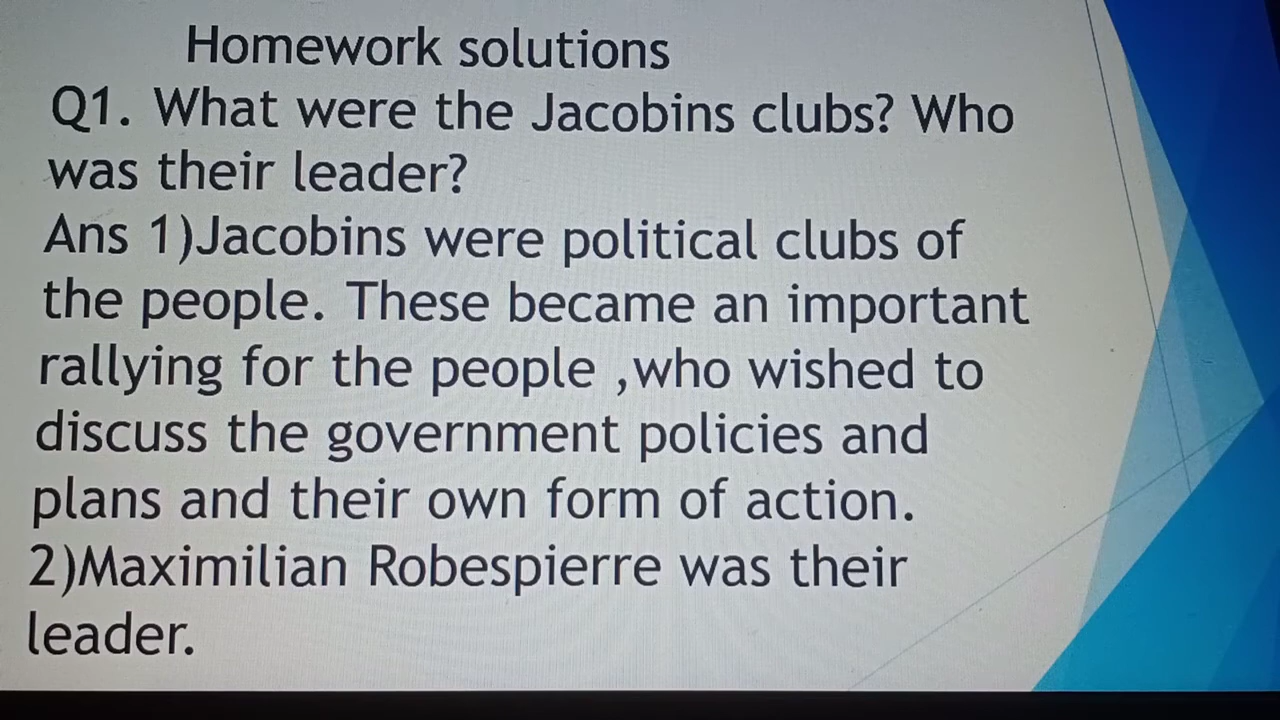 Homework solutions
Q1. What were the Jacobins clubs? Who
was their leader?
Ans 1)Jacobins were political clubs of
the people. These became an important
rallying for the people ,who wished to
discuss the government policies and
plans and their own form of action.
2)Maximilian Robespierre was their
leader.